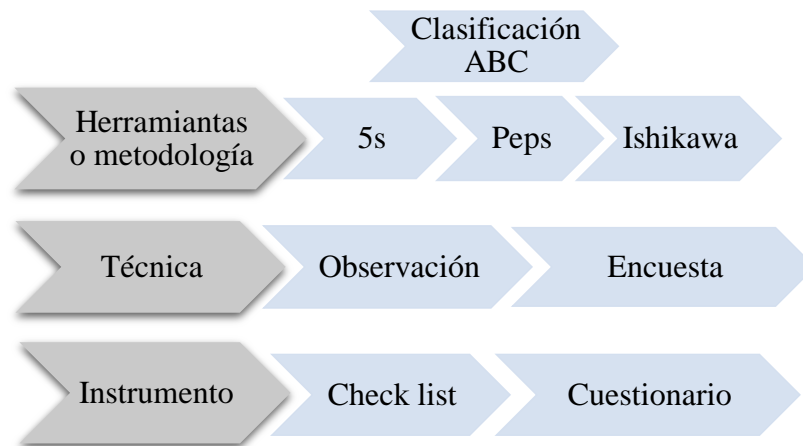 Clasificación
ABC
Herramiantas
o metodología
5s
Peps
Ishikawa
Técnica
Observación
Encuesta
Instrumento
Check list
Cuestionario